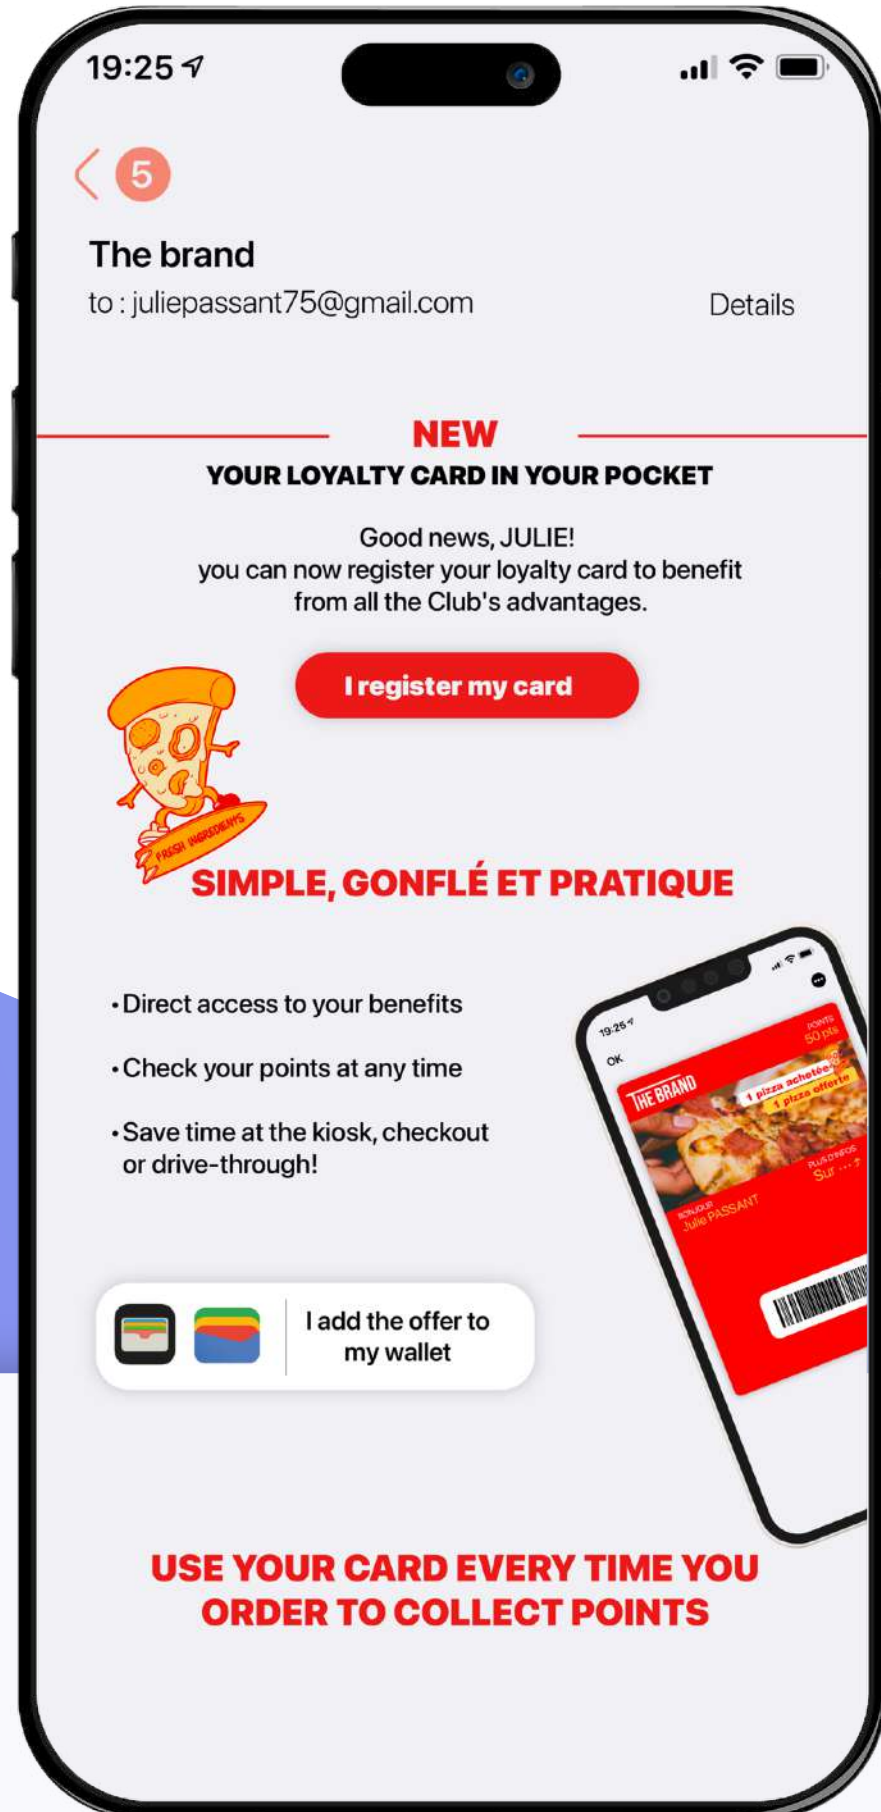 19:25
5
The brand
to : juliepassant75@gmail.com
Details
NEW
YOUR LOYALTY CARD IN YOUR POCKET
Good news, JULIE!
you can now register your loyalty card to benefit
from all the Club's advantages.
I register my card
FRESH INGREDIENTS
SIMPLE, GONFLÉ ET PRATIQUE
•Direct access to your benefits
•Check your points at any time
•Save time at the kiosk, checkout
or drive-through!
19:25
OK
THE BRAND
POINTS
50 pts
1 pizza achetée
1 pizza offerte
BONJOUR
Julie PASSANT
PLUS D'INFOS
Sur ...
I add the offer to
my wallet
USE YOUR CARD EVERY TIME YOU
ORDER TO COLLECT POINTS